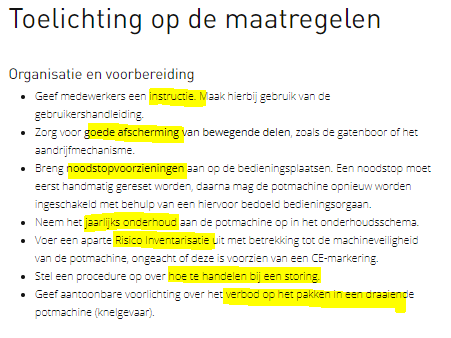 Toelichting op de maatregelen
Organisatie en voorbereiding
• Geef medewerkers een instructie. Maak hierbij gebruik van de
gebruikershandleiding.
• Zorg voor goede afscherming van bewegende delen, zoals de gatenboor of het
aandrijfmechanisme.
• Breng noodstopvoorzieningen aan op de bedieningsplaatsen. Een noodstop moet
eerst handmatig gereset worden, daarna mag de potmachine opnieuw worden
ingeschakeld met behulp van een hiervoor bedoeld bedieningsorgaan.
• Neem het jaarlijks onderhoud aan de potmachine op in het onderhoudsschema.
• Voer een aparte Risico Inventarisatie uit met betrekking tot de machineveiligheid
van de potmachine, ongeacht of deze is voorzien van een CE-markering.
• Stel een procedure op over hoe te handelen bij een storing.
• Geef aantoonbare voorlichting over het verbod op het pakken in een draaiende
potmachine (knelgevaar).